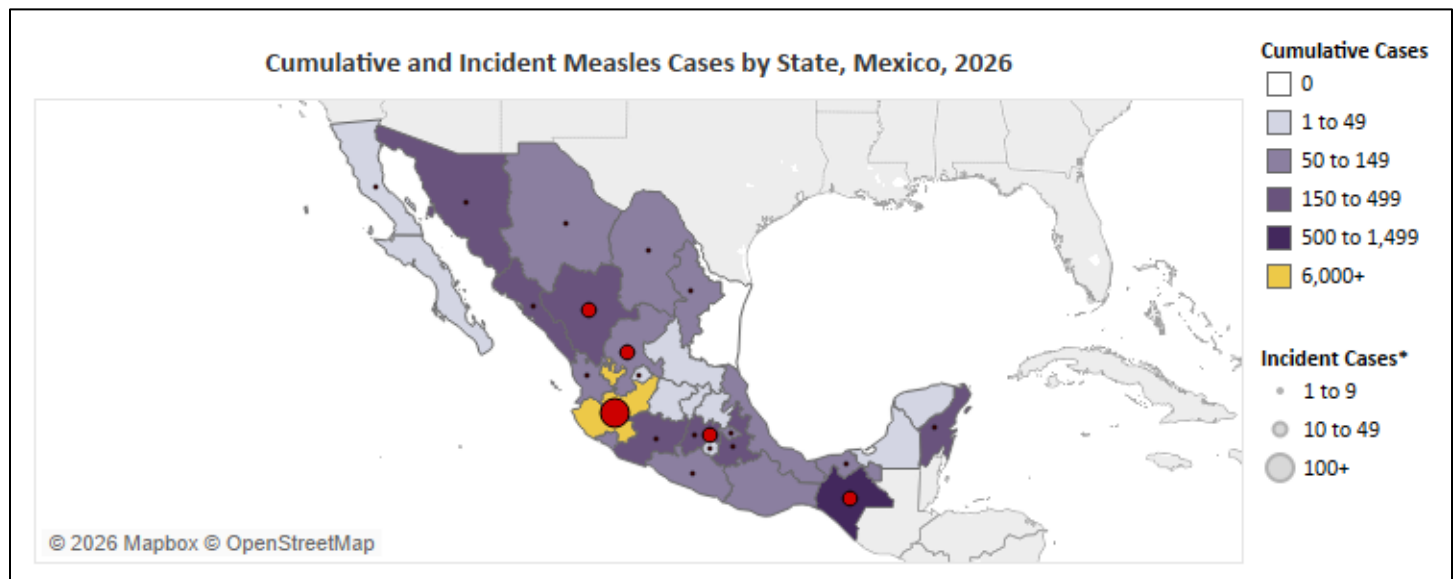 Cumulative and Incident Measles Cases by State, Mexico, 2026
Cumulative Cases
0
1 to 49
50 to 149
150 to 499
500 to 1,499
6,000+
Incident Cases*
1 to 9
10 to 49
100+
© 2026 Mapbox © OpenStreetMap